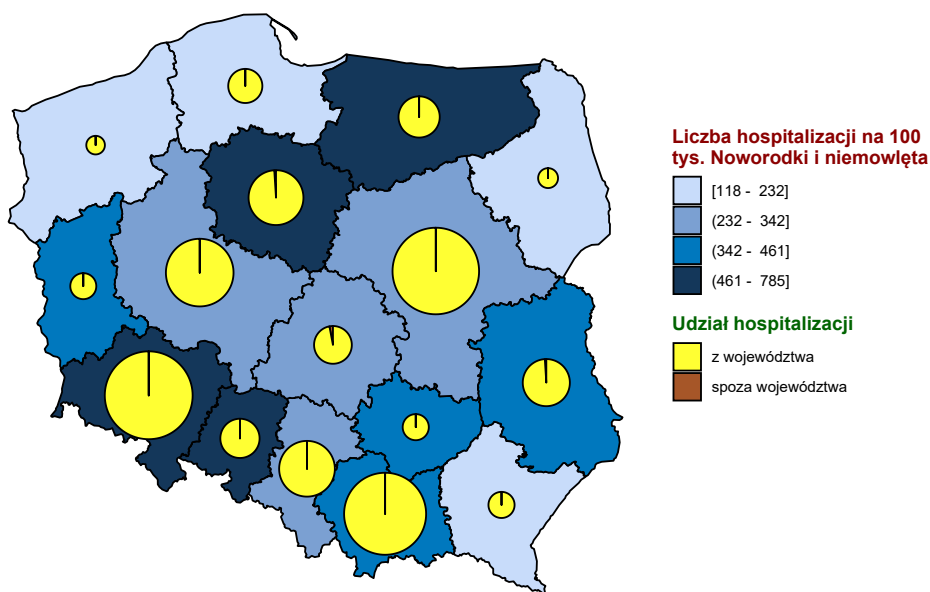 Liczba hospitalizacji na 100
tys. Noworodki i niemowlęta
[118 - 232]
(232 - 342]
(342 - 461]
(461 - 785]
Udział hospitalizacji
z województwa
spoza województwa